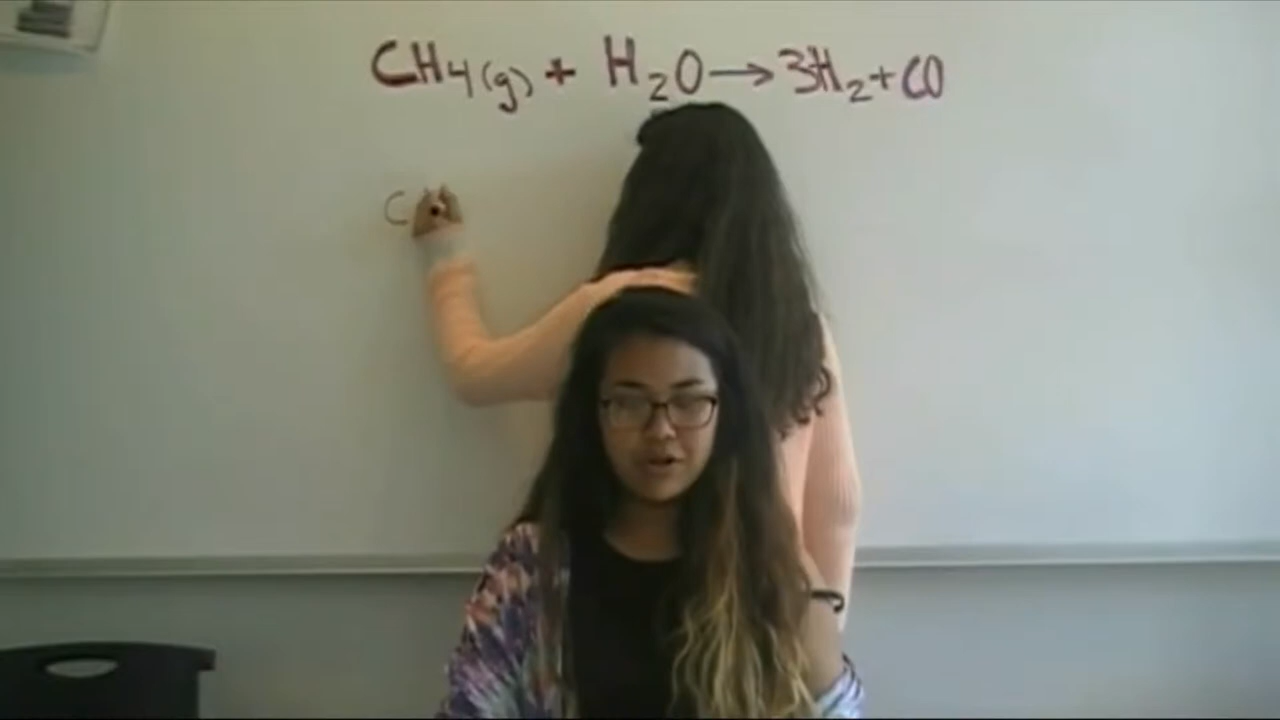 CH4(g) + H2O → 3H2 + CO
C